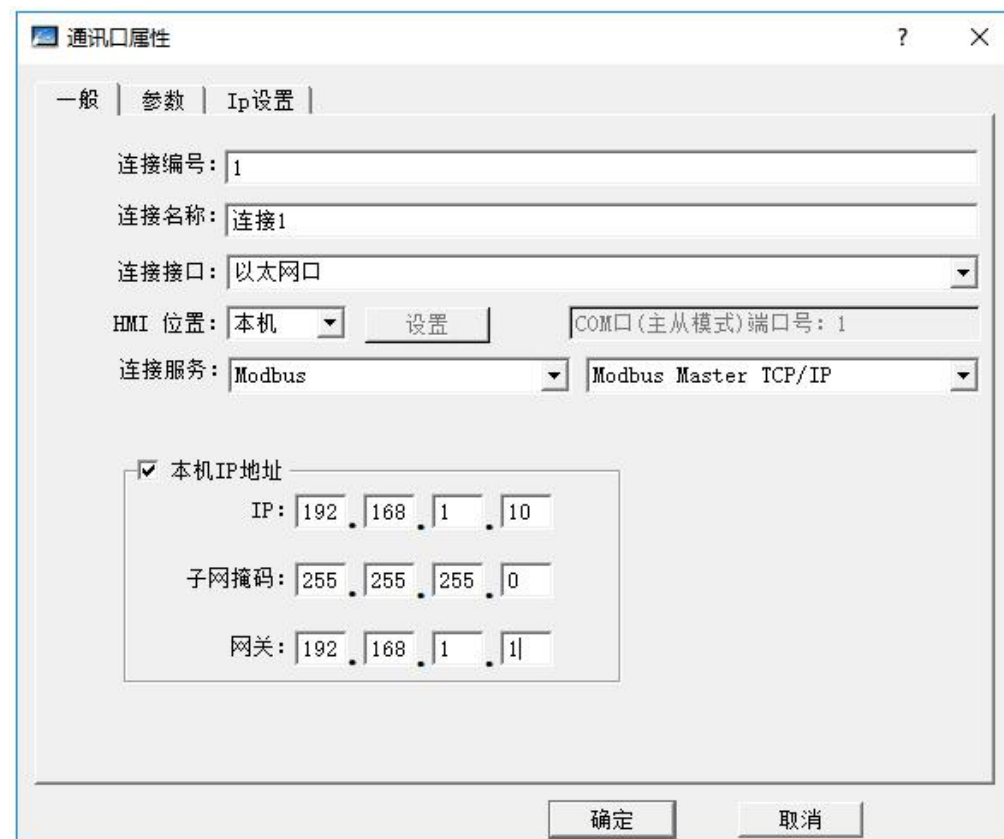 通讯口属性 ?
一般 参数 Ip设置
连接编号: 1
连接名称: 连接1
连接接口: 以太网口
HMI 位置: 本机 设置 COM口(主从模式)端口号: 1
连接服务: Modbus Modbus Master TCP/IP
本机IP地址
IP: 192 . 168 . 1 . 10
子网掩码: 255 . 255 . 255 . 0
网关: 192 . 168 . 1 . 1
确定 取消